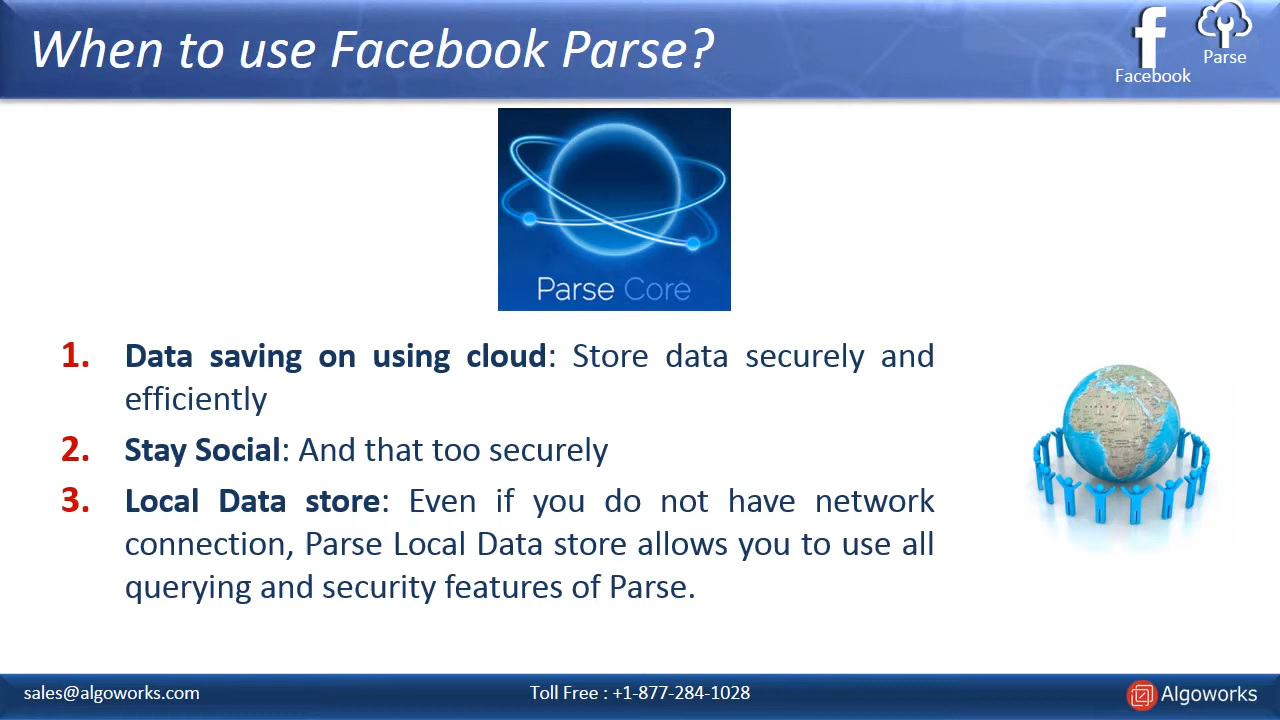 When to use Facebook Parse?
Facebook
Parse
Parse Core
1. Data saving on using cloud: Store data securely and
efficiently
2. Stay Social: And that too securely
3. Local Data store: Even if you do not have network
connection, Parse Local Data store allows you to use all
querying and security features of Parse.
sales@algoworks.com
Toll Free : +1-877-284-1028
Algoworks